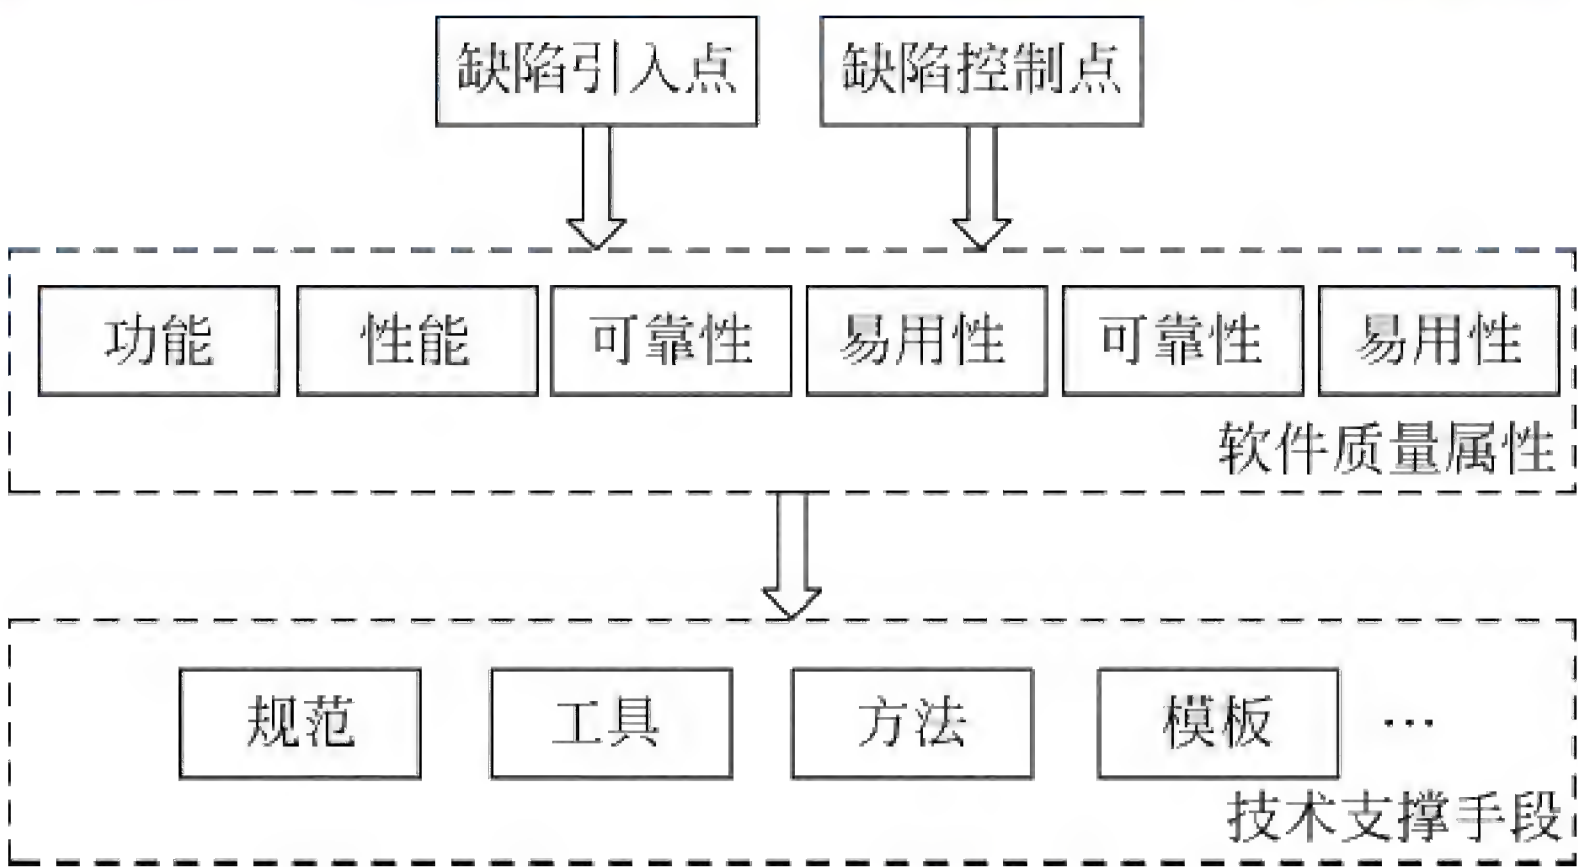 缺陷引入点 缺陷控制点
功能 性能 可靠性 易用性 可靠性 易用性
软件质量属性
规范 工具 方法 模板 …
技术支撑手段